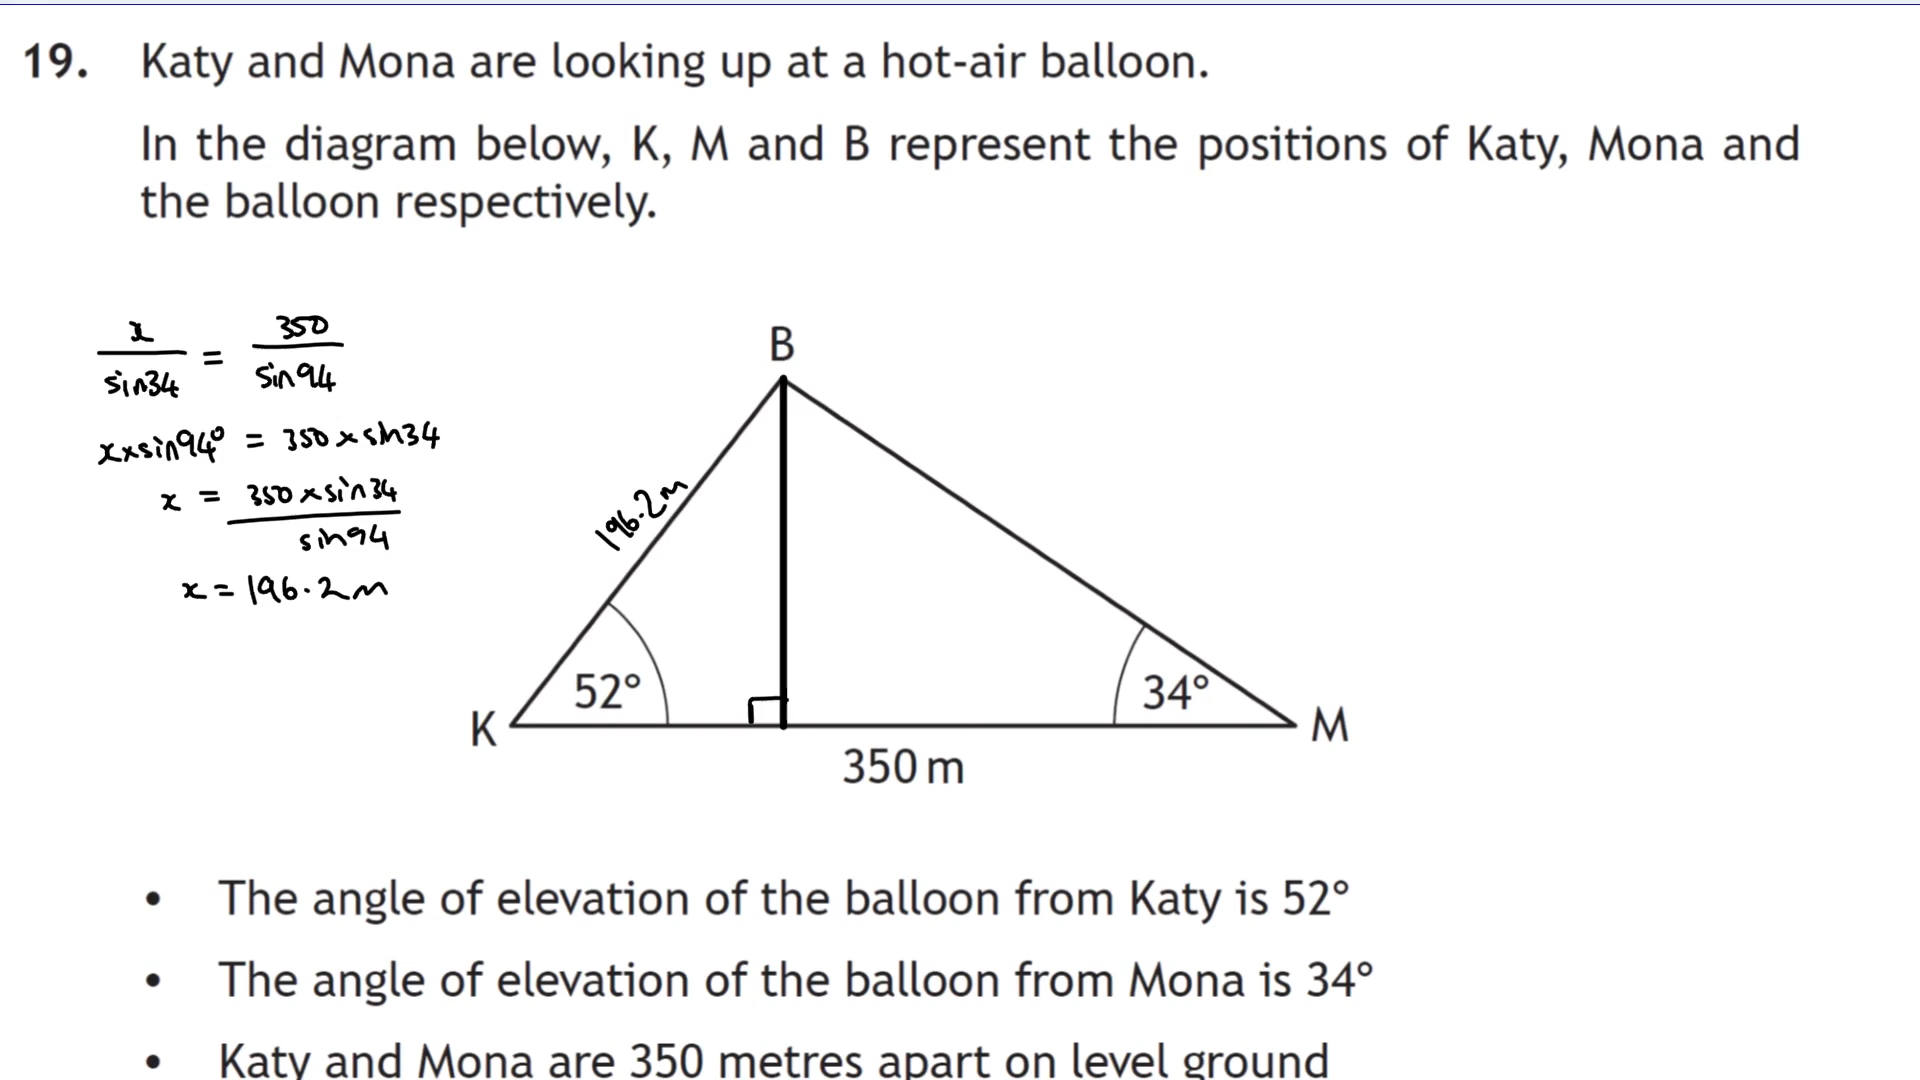 19. Katy and Mona are looking up at a hot-air balloon.
In the diagram below, K, M and B represent the positions of Katy, Mona and
the balloon respectively.
x/sin34 = 350/sin94
x×sin94° = 350×sin34
x = 350×sin34/sin94
x = 196.2m
B
196.2m
52°
34°
K
M
350 m
• The angle of elevation of the balloon from Katy is 52°
• The angle of elevation of the balloon from Mona is 34°
• Katy and Mona are 350 metres apart on level ground